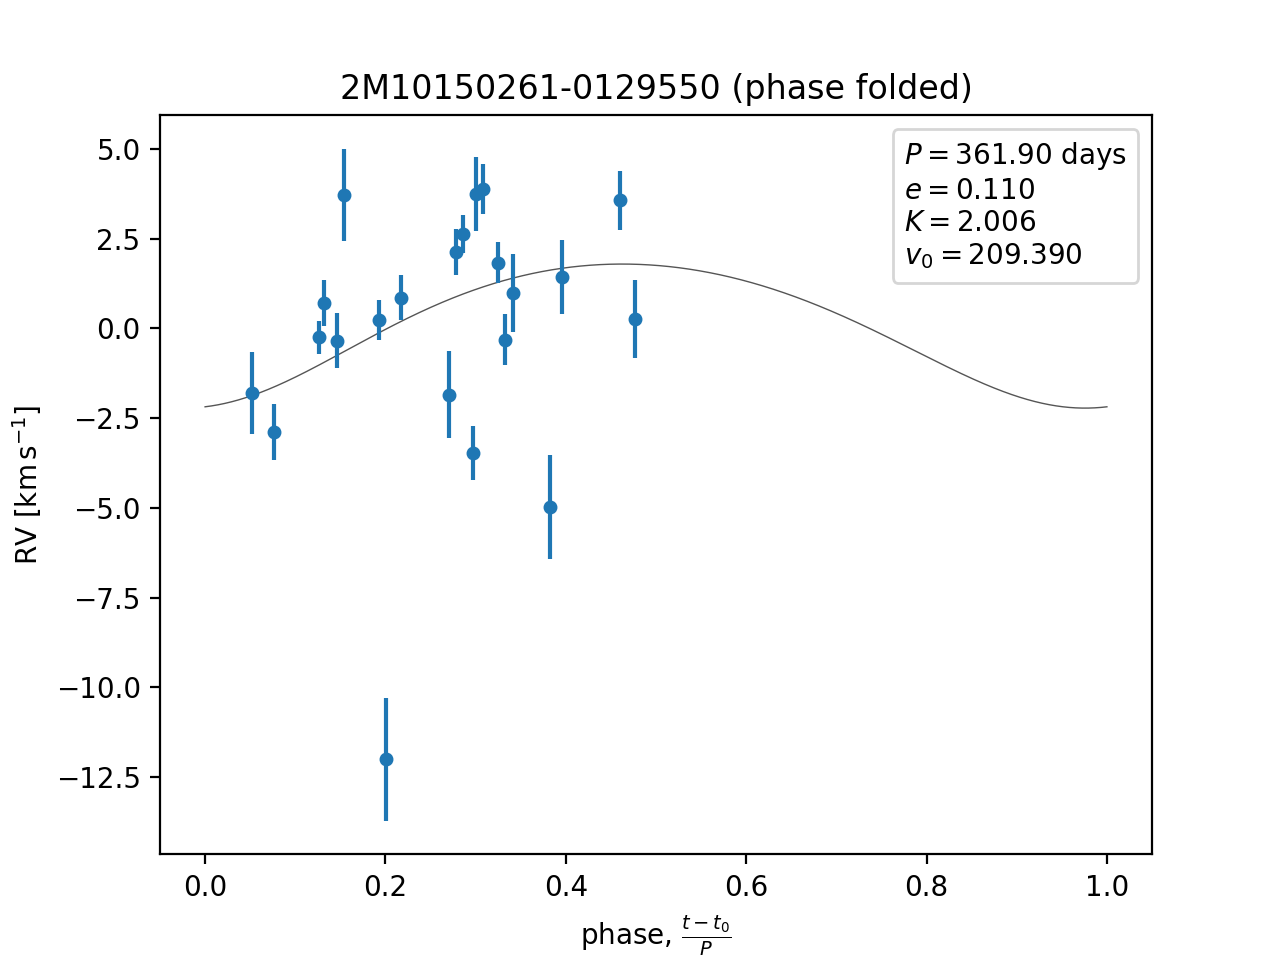 2M10150261-0129550 (phase folded)
P = 361.90 days
e = 0.110
K = 2.006
v₀ = 209.390
5.0
2.5
0.0
−2.5
−5.0
−7.5
−10.0
−12.5
RV [km s⁻¹]
0.0 0.2 0.4 0.6 0.8 1.0
phase, (t − t₀)/P